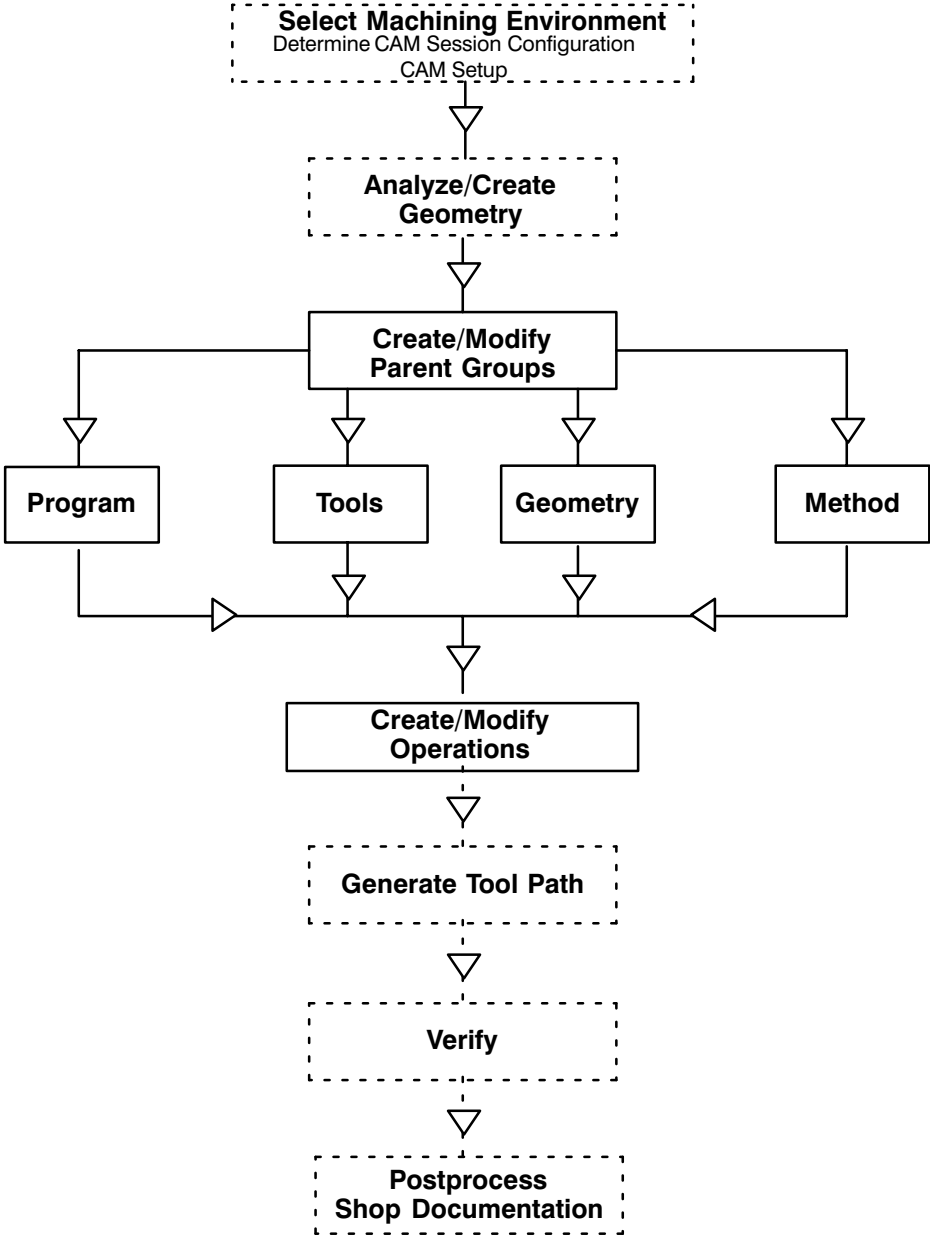 Select Machining Environment
Determine CAM Session Configuration
CAM Setup
Analyze/Create
Geometry
Create/Modify
Parent Groups
Program
Tools
Geometry
Method
Create/Modify
Operations
Generate Tool Path
Verify
Postprocess
Shop Documentation